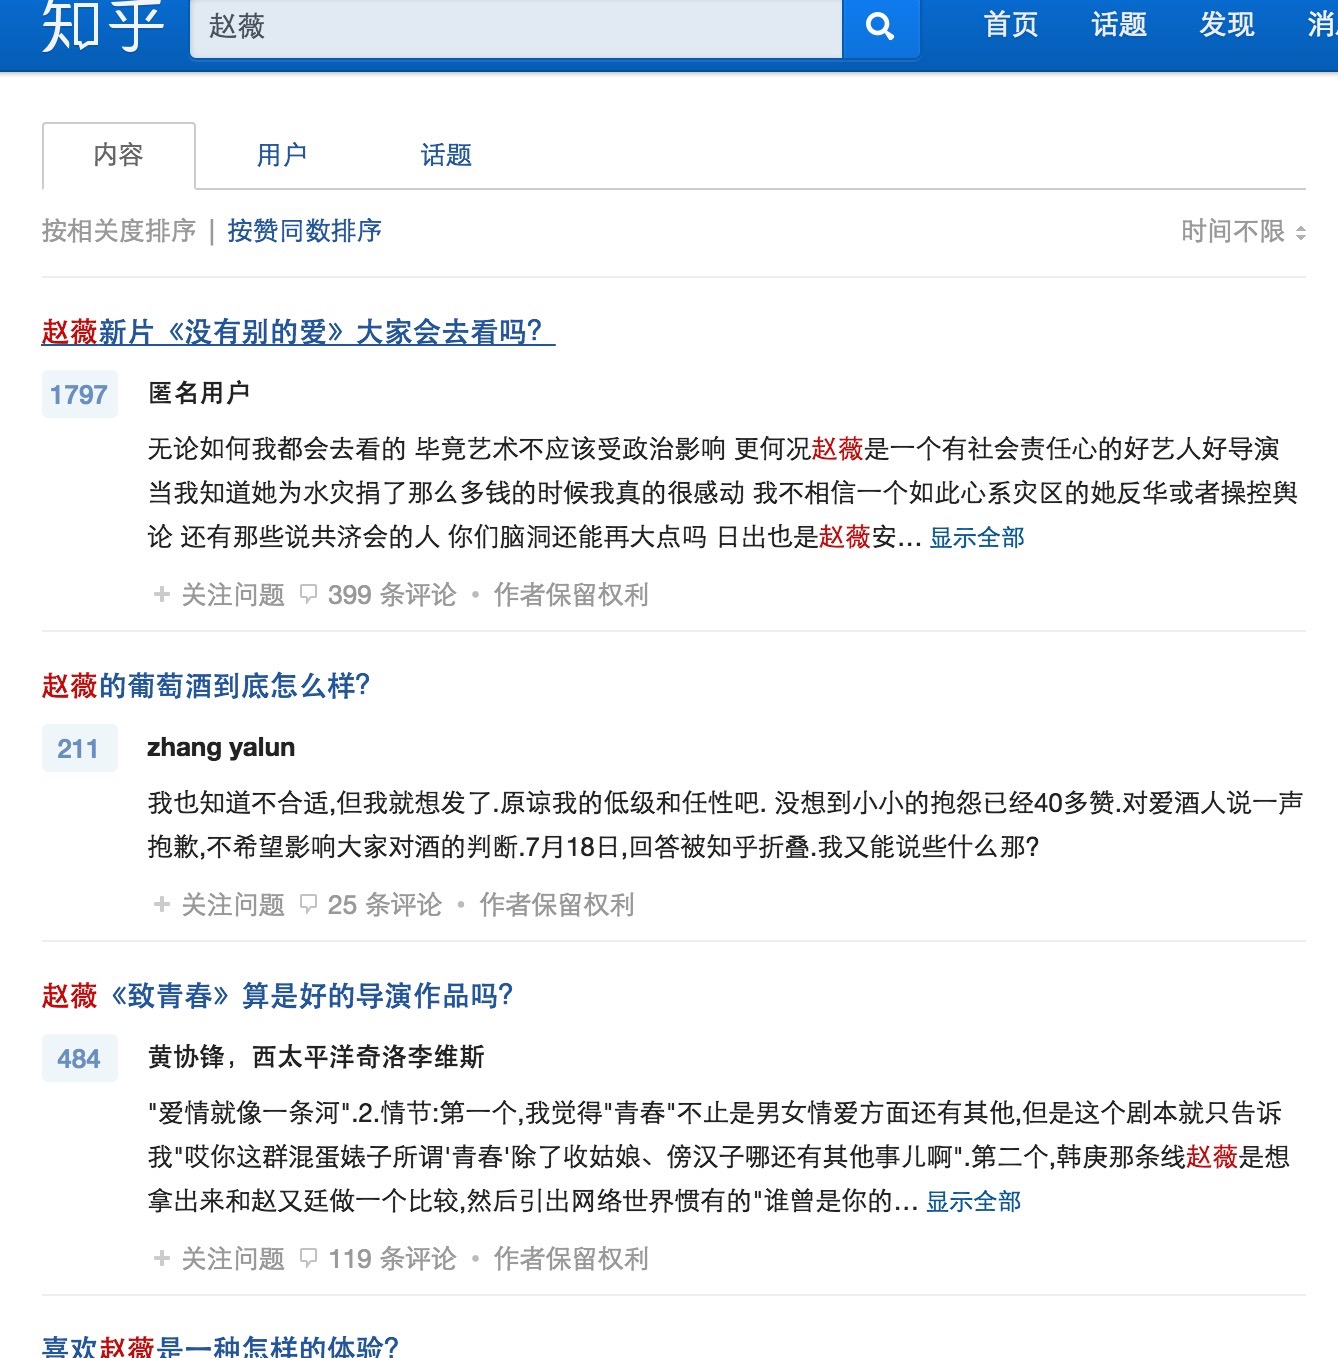 知乎 赵薇 首页 话题 发现
内容 用户 话题
按相关度排序 | 按赞同数排序 时间不限
赵薇新片《没有别的爱》大家会去看吗？
1797 匿名用户
无论如何我都会去看的 毕竟艺术不应该受政治影响 更何况赵薇是一个有社会责任心的好艺人好导演
当我知道她为水灾捐了那么多钱的时候我真的很感动 我不相信一个如此心系灾区的她反华或者操控舆
论 还有那些说共济会的人 你们脑洞还能再大点吗 日出也是赵薇安... 显示全部
+ 关注问题 399 条评论 • 作者保留权利
赵薇的葡萄酒到底怎么样？
211 zhang yalun
我也知道不合适,但我就想发了.原谅我的低级和任性吧. 没想到小小的抱怨已经40多赞.对爱酒人说一声
抱歉,不希望影响大家对酒的判断.7月18日,回答被知乎折叠.我又能说些什么那?
+ 关注问题 25 条评论 • 作者保留权利
赵薇《致青春》算是好的导演作品吗？
484 黄协锋，西太平洋奇洛李维斯
"爱情就像一条河".2.情节:第一个,我觉得"青春"不止是男女情爱方面还有其他,但是这个剧本就只告诉
我"哎你这群混蛋婊子所谓'青春'除了收姑娘、傍汉子哪还有其他事儿啊".第二个,韩庚那条线赵薇是想
拿出来和赵又廷做一个比较,然后引出网络世界惯有的"谁曾是你的... 显示全部
+ 关注问题 119 条评论 • 作者保留权利
喜欢赵薇是一种怎样的体验？